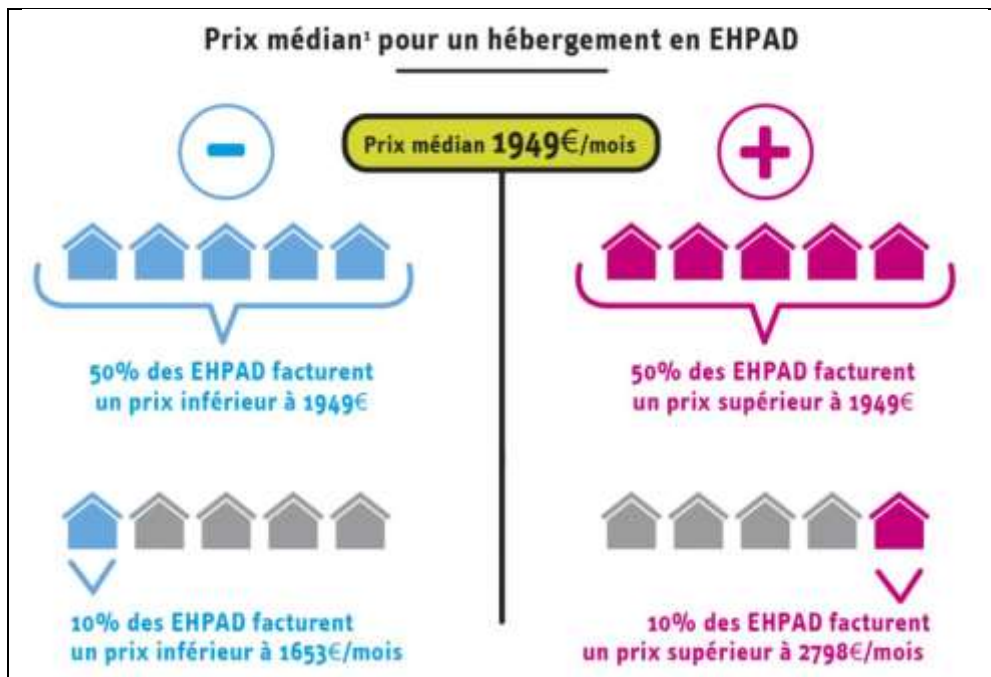 Prix médian¹ pour un hébergement en EHPAD
Prix médian 1949€/mois
50% des EHPAD facturent
un prix inférieur à 1949€
50% des EHPAD facturent
un prix supérieur à 1949€
10% des EHPAD facturent
un prix inférieur à 1653€/mois
10% des EHPAD facturent
un prix supérieur à 2798€/mois